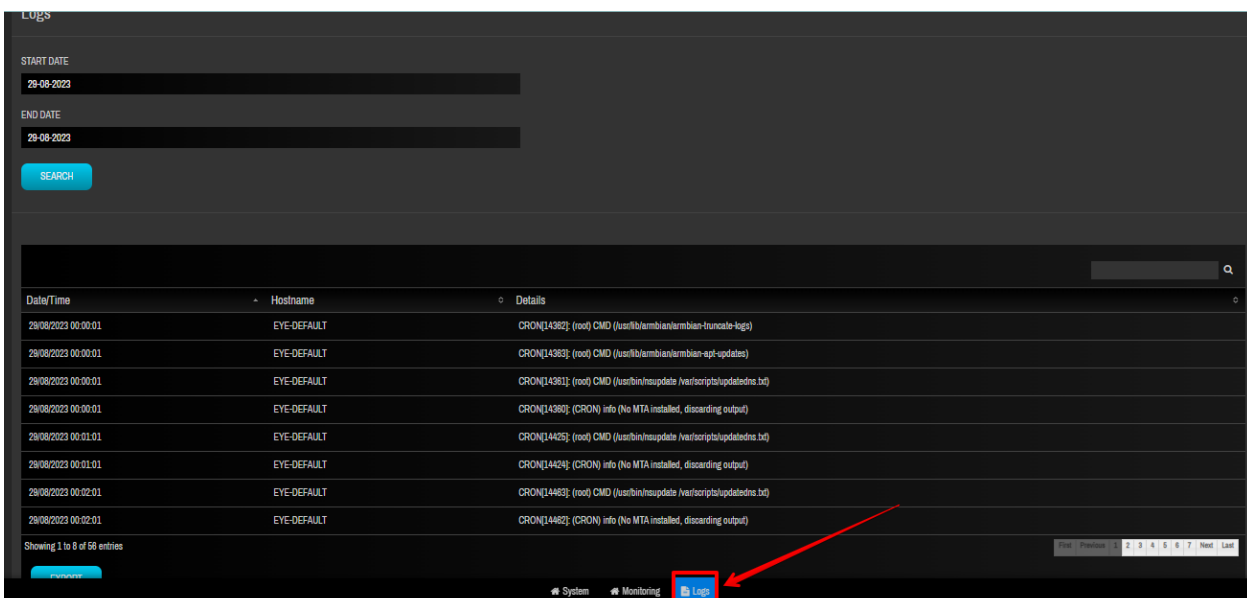 Logs
START DATE
29-08-2023
END DATE
29-08-2023
SEARCH
Date/Time Hostname Details
29/08/2023 00:00:01 EYE-DEFAULT CRON[14362]: (root) CMD (/usr/lib/armbian/armbian-truncate-logs)
29/08/2023 00:00:01 EYE-DEFAULT CRON[14363]: (root) CMD (/usr/lib/armbian/armbian-apt-updates)
29/08/2023 00:00:01 EYE-DEFAULT CRON[14361]: (root) CMD (/usr/bin/nsupdate /var/scripts/updatedns.txt)
29/08/2023 00:00:01 EYE-DEFAULT CRON[14360]: (CRON) info (No MTA installed, discarding output)
29/08/2023 00:01:01 EYE-DEFAULT CRON[14425]: (root) CMD (/usr/bin/nsupdate /var/scripts/updatedns.txt)
29/08/2023 00:01:01 EYE-DEFAULT CRON[14424]: (CRON) info (No MTA installed, discarding output)
29/08/2023 00:02:01 EYE-DEFAULT CRON[14463]: (root) CMD (/usr/bin/nsupdate /var/scripts/updatedns.txt)
29/08/2023 00:02:01 EYE-DEFAULT CRON[14462]: (CRON) info (No MTA installed, discarding output)
Showing 1 to 8 of 56 entries First Previous 1 2 3 4 5 6 7 Next Last
EXPORT
System Monitoring Logs